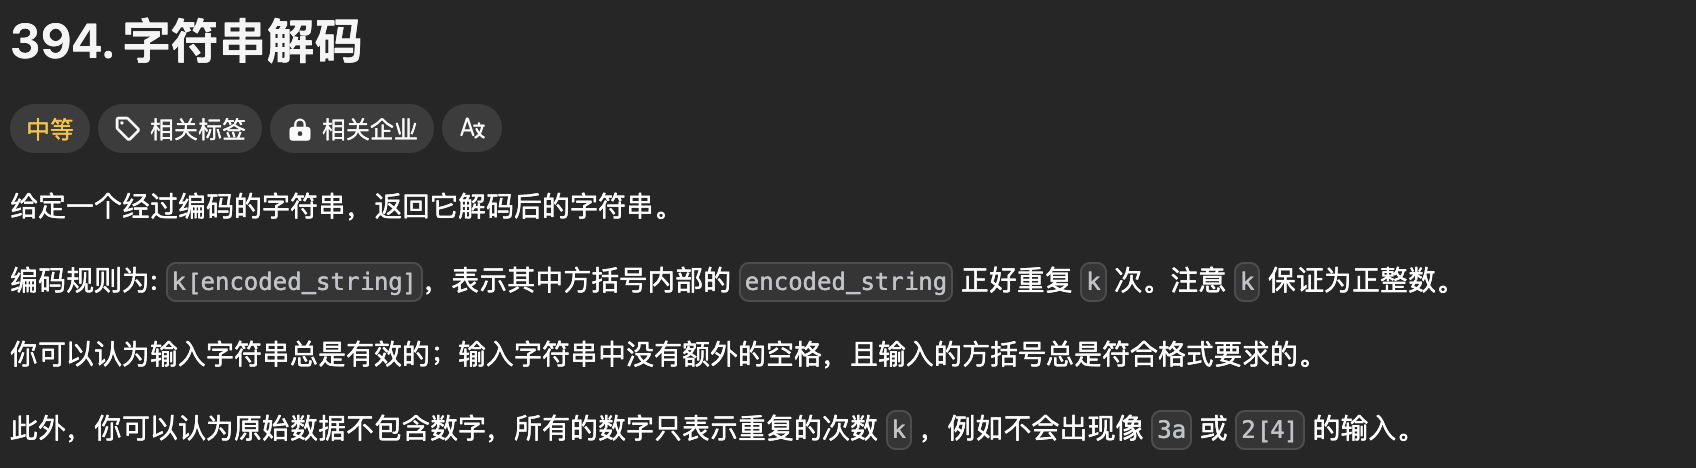 394. 字符串解码
中等 相关标签 相关企业
给定一个经过编码的字符串，返回它解码后的字符串。
编码规则为: k[encoded_string]，表示其中方括号内部的 encoded_string 正好重复 k 次。注意 k 保证为正整数。
你可以认为输入字符串总是有效的；输入字符串中没有额外的空格，且输入的方括号总是符合格式要求的。
此外，你可以认为原始数据不包含数字，所有的数字只表示重复的次数 k ，例如不会出现像 3a 或 2[4] 的输入。